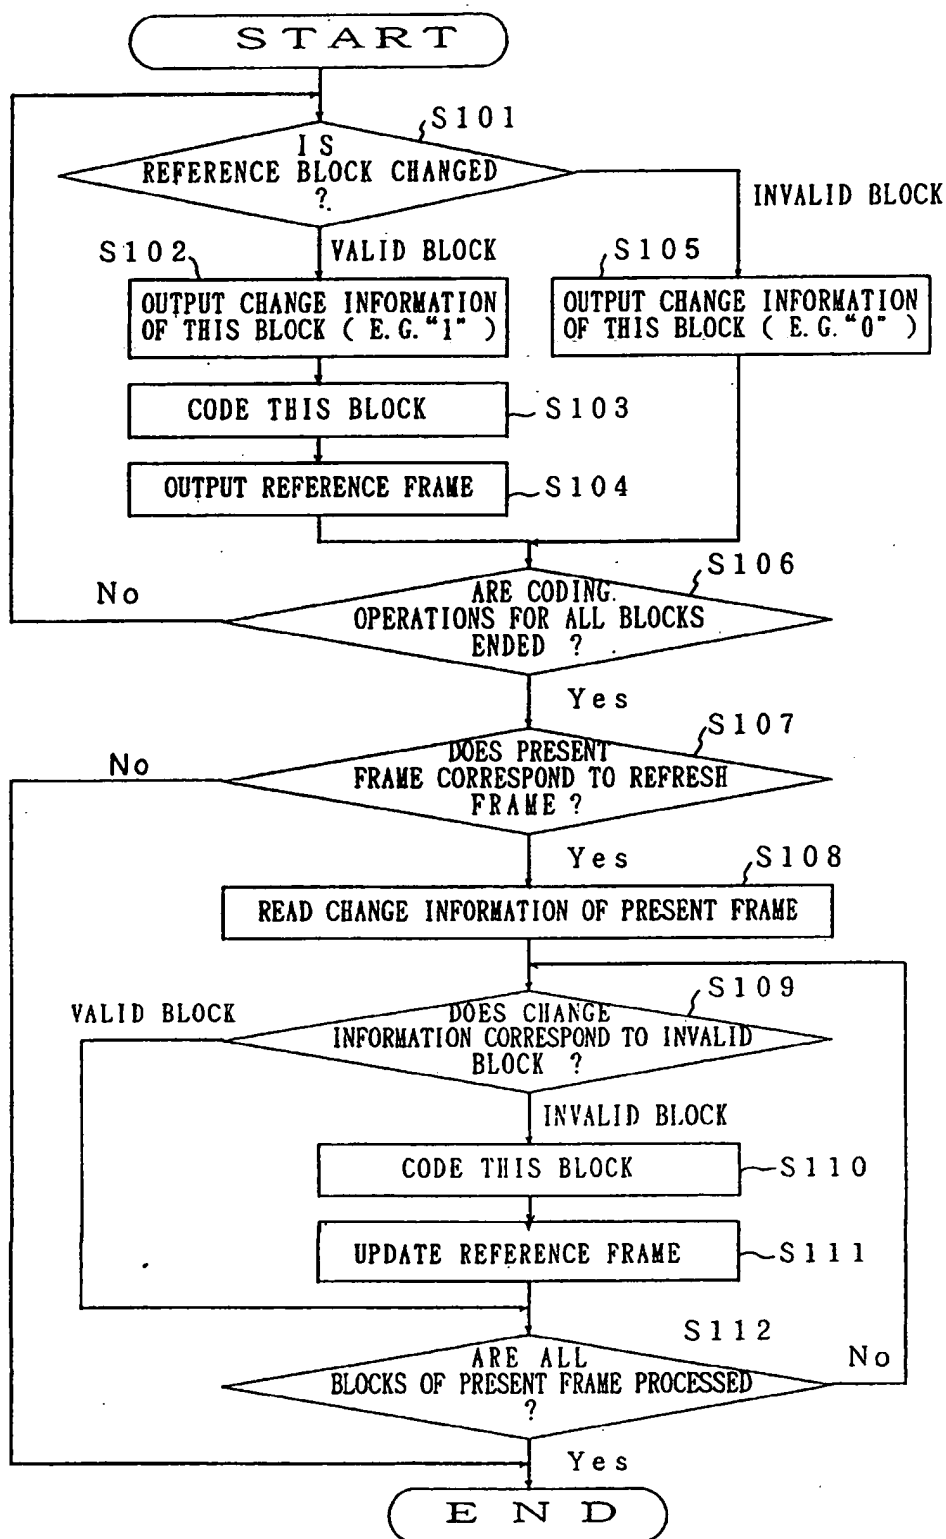 START
S101
IS
REFERENCE BLOCK CHANGED
?
INVALID BLOCK
VALID BLOCK
S102
OUTPUT CHANGE INFORMATION
OF THIS BLOCK ( E.G. "1" )
S105
OUTPUT CHANGE INFORMATION
OF THIS BLOCK ( E.G. "0" )
CODE THIS BLOCK
S103
OUTPUT REFERENCE FRAME
S104
S106
No
ARE CODING
OPERATIONS FOR ALL BLOCKS
ENDED ?
Yes
S107
No
DOES PRESENT
FRAME CORRESPOND TO REFRESH
FRAME ?
Yes
S108
READ CHANGE INFORMATION OF PRESENT FRAME
S109
VALID BLOCK
DOES CHANGE
INFORMATION CORRESPOND TO INVALID
BLOCK ?
INVALID BLOCK
CODE THIS BLOCK
S110
UPDATE REFERENCE FRAME
S111
S112
No
ARE ALL
BLOCKS OF PRESENT FRAME PROCESSED
?
Yes
END